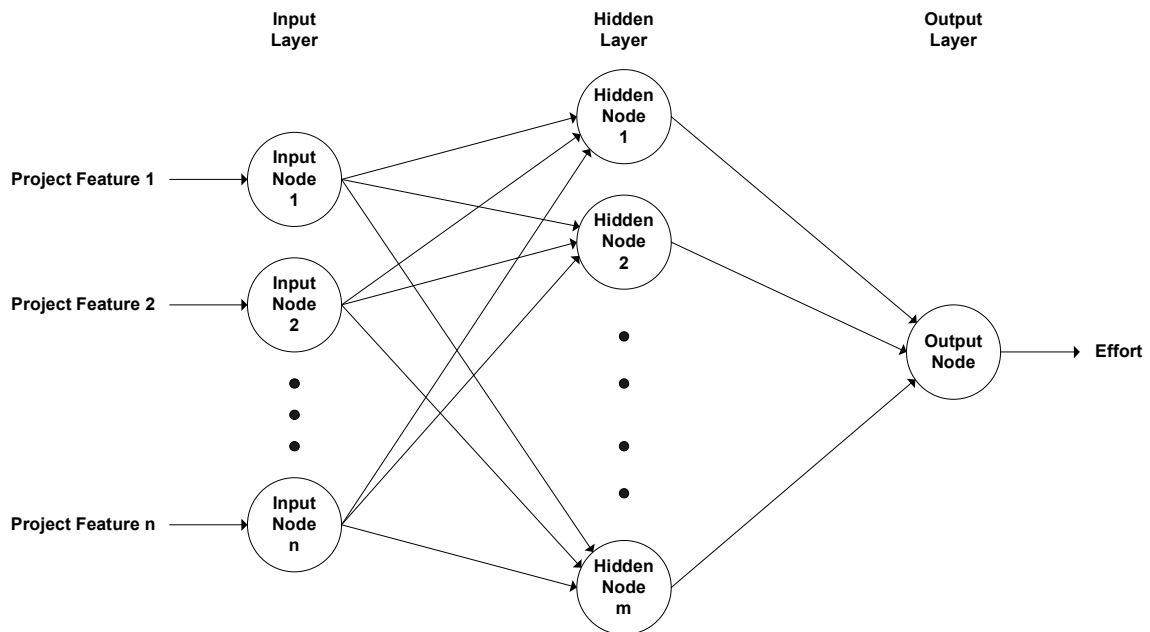 Input
Layer
Hidden
Layer
Output
Layer
Project Feature 1
Input
Node
1
Project Feature 2
Input
Node
2
Project Feature n
Input
Node
n
Hidden
Node
1
Hidden
Node
2
Hidden
Node
m
Output
Node
Effort